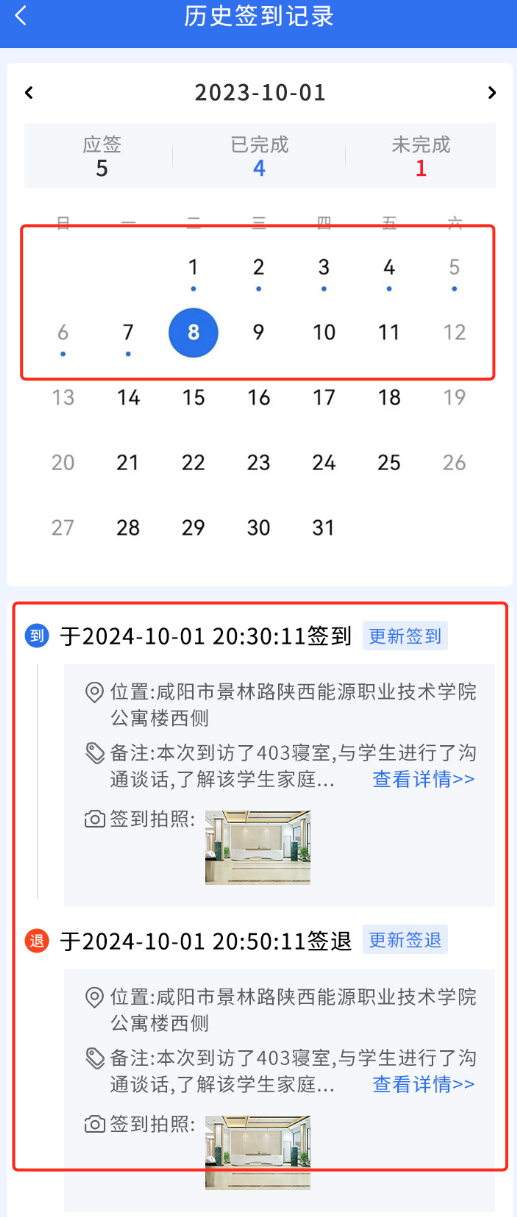 历史签到记录
2023-10-01
应签 已完成 未完成
5 4 1
日 一 二 三 四 五 六
1 2 3 4 5
6 7 8 9 10 11 12
13 14 15 16 17 18 19
20 21 22 23 24 25 26
27 28 29 30 31
到 于2024-10-01 20:30:11签到 更新签到
位置:咸阳市景林路陕西能源职业技术学院
公寓楼西侧
备注:本次到访了403寝室,与学生进行了沟
通谈话,了解该学生家庭... 查看详情>>
签到拍照:
退 于2024-10-01 20:50:11签退 更新签退
位置:咸阳市景林路陕西能源职业技术学院
公寓楼西侧
备注:本次到访了403寝室,与学生进行了沟
通谈话,了解该学生家庭... 查看详情>>
签到拍照: